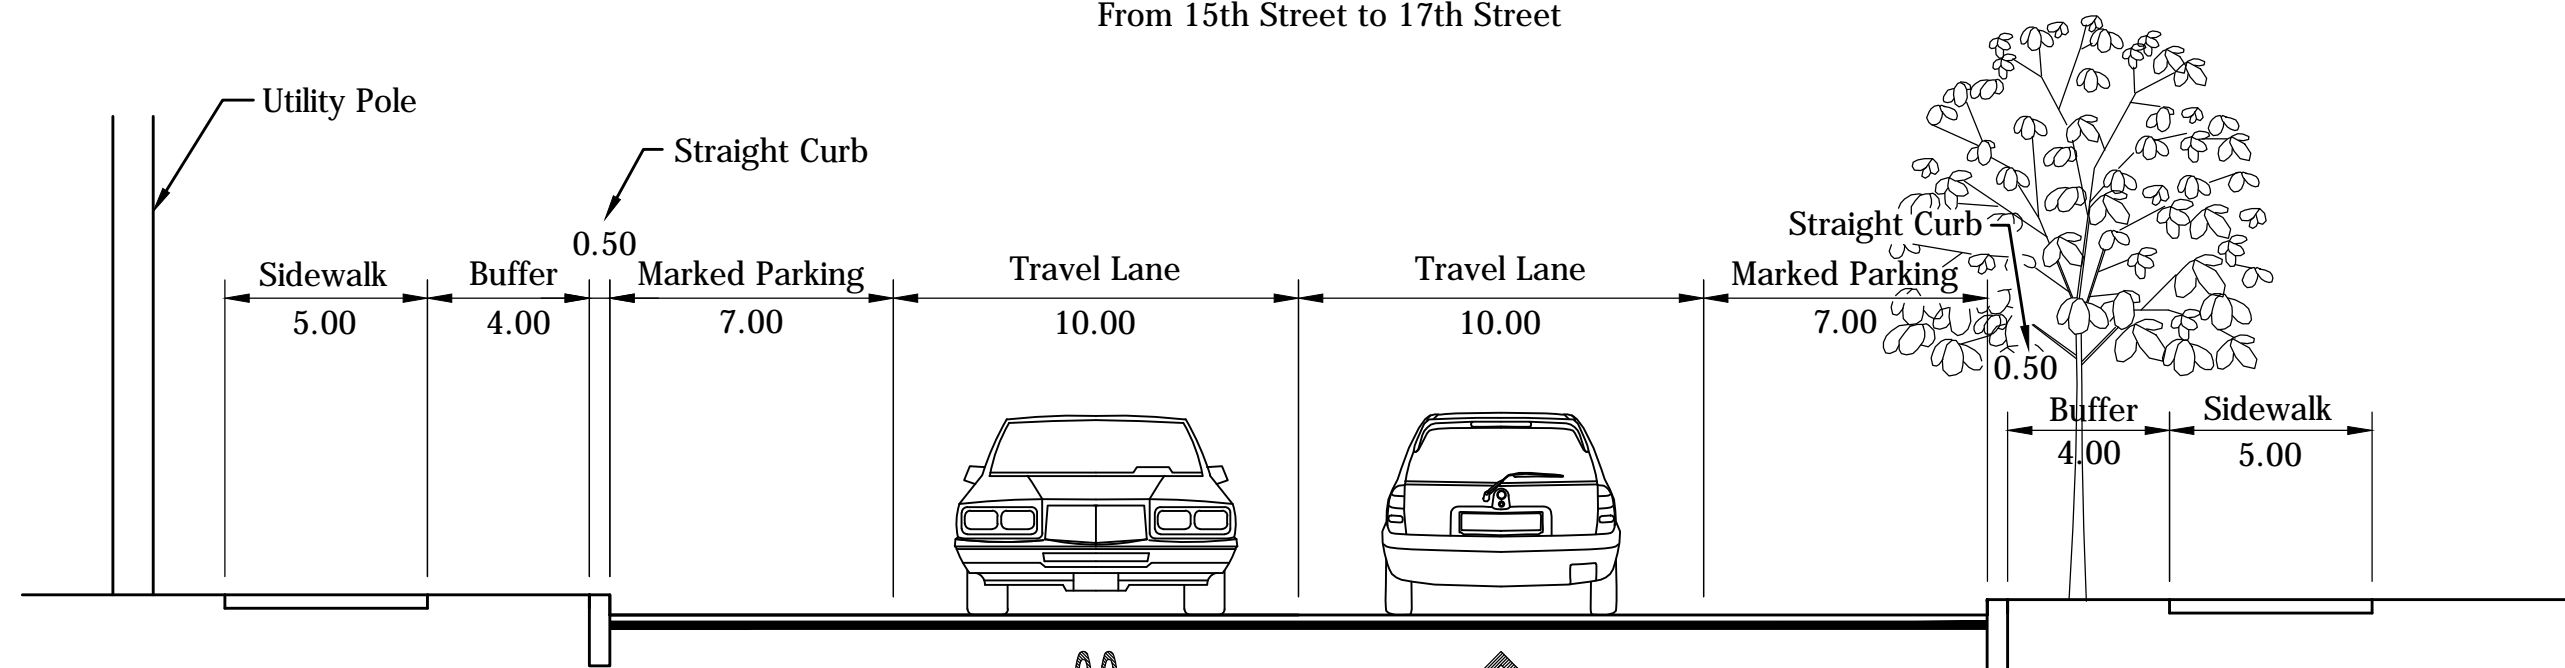 From 15th Street to 17th Street
Utility Pole
Straight Curb
0.50
Straight Curb
Sidewalk
5.00
Buffer
4.00
Marked Parking
7.00
Travel Lane
10.00
Travel Lane
10.00
Marked Parking
7.00
0.50
Buffer
4.00
Sidewalk
5.00